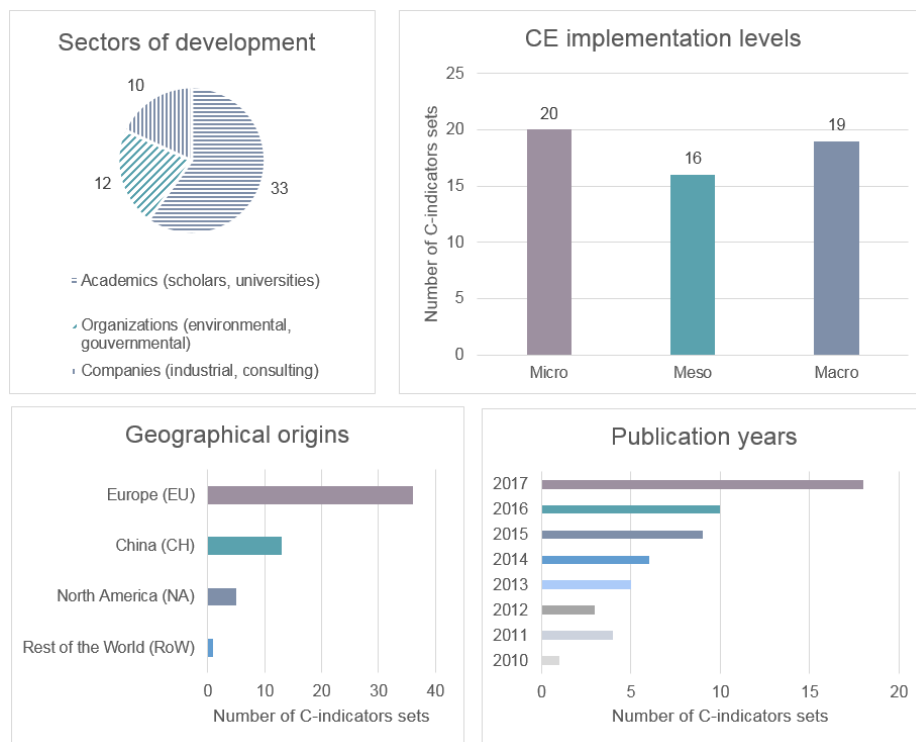 Sectors of development
10
12
33
Academics (scholars, universities)
Organizations (environmental,
gouvernmental)
Companies (industrial, consulting)
CE implementation levels
Number of C-indicators sets
25
20
15
10
5
0
20
16
19
Micro Meso Macro
Geographical origins
Europe (EU)
China (CH)
North America (NA)
Rest of the World (RoW)
0 10 20 30 40
Number of C-indicators sets
Publication years
2017
2016
2015
2014
2013
2012
2011
2010
0 5 10 15 20
Number of C-indicators sets